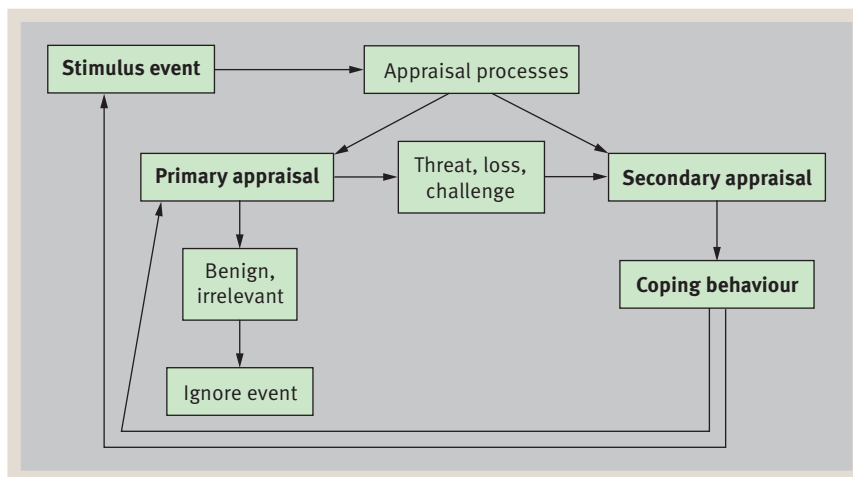 Stimulus event
Appraisal processes
Primary appraisal
Threat, loss,
challenge
Secondary appraisal
Benign,
irrelevant
Coping behaviour
Ignore event